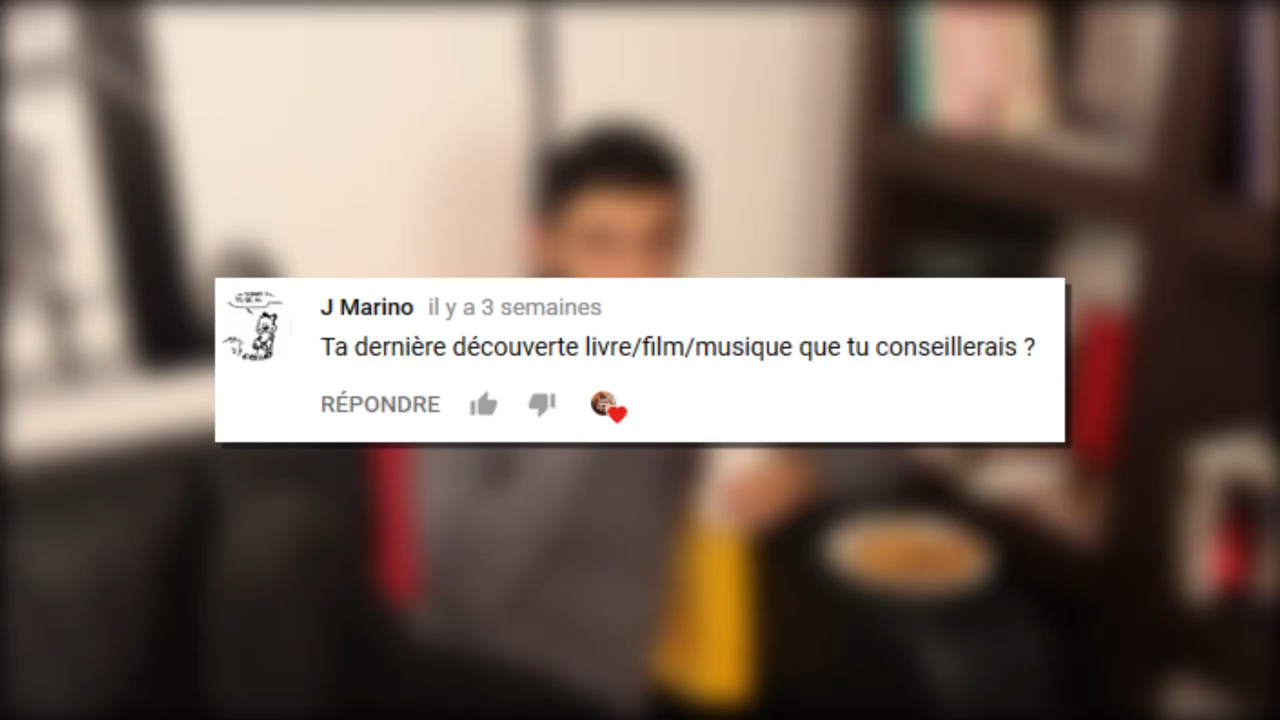 J Marino il y a 3 semaines
Ta dernière découverte livre/film/musique que tu conseillerais ?
RÉPONDRE